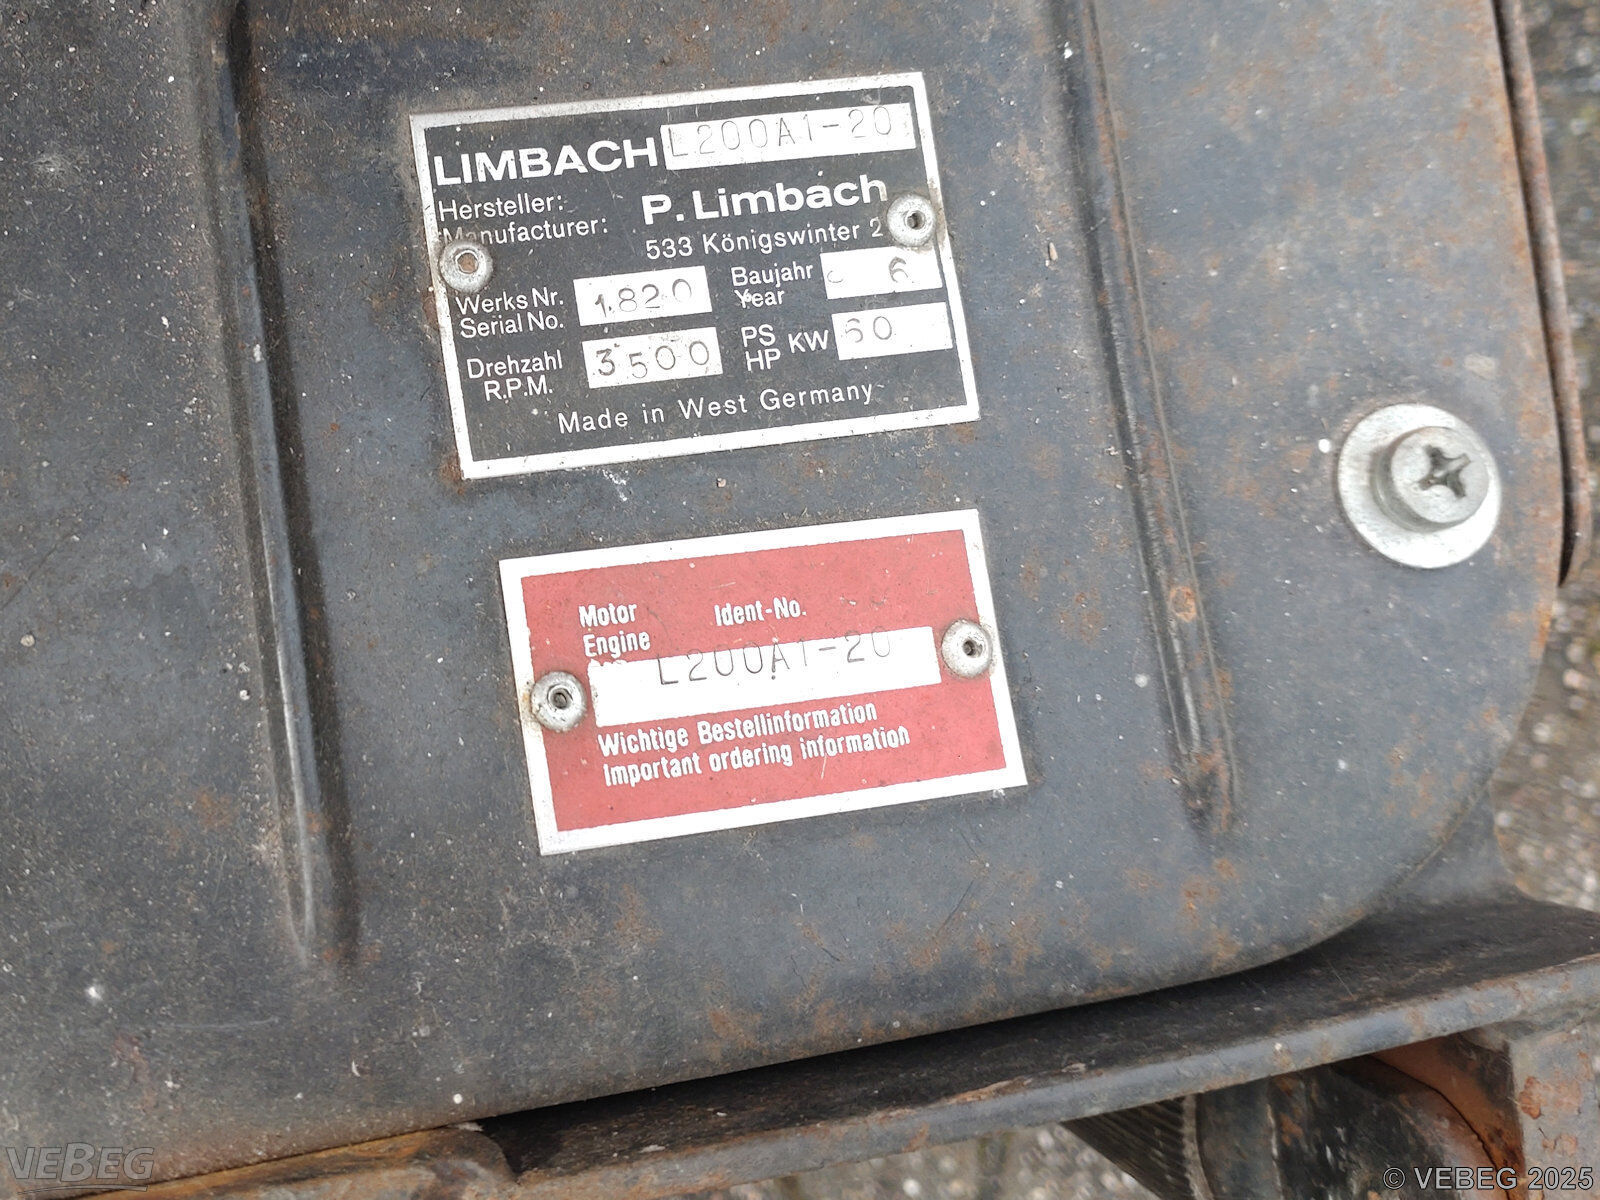 LIMBACH L200A1-20
Hersteller:
Manufacturer: P. Limbach
533 Königswinter 2
Werks Nr. 1820 Baujahr 6
Serial No. Year
Drehzahl 3500 PS KW 60
R.P.M. HP
Made in West Germany
Motor Ident-No.
Engine
L200A1-20
Wichtige Bestellinformation
Important ordering information
VEBEG
© VEBEG 2025